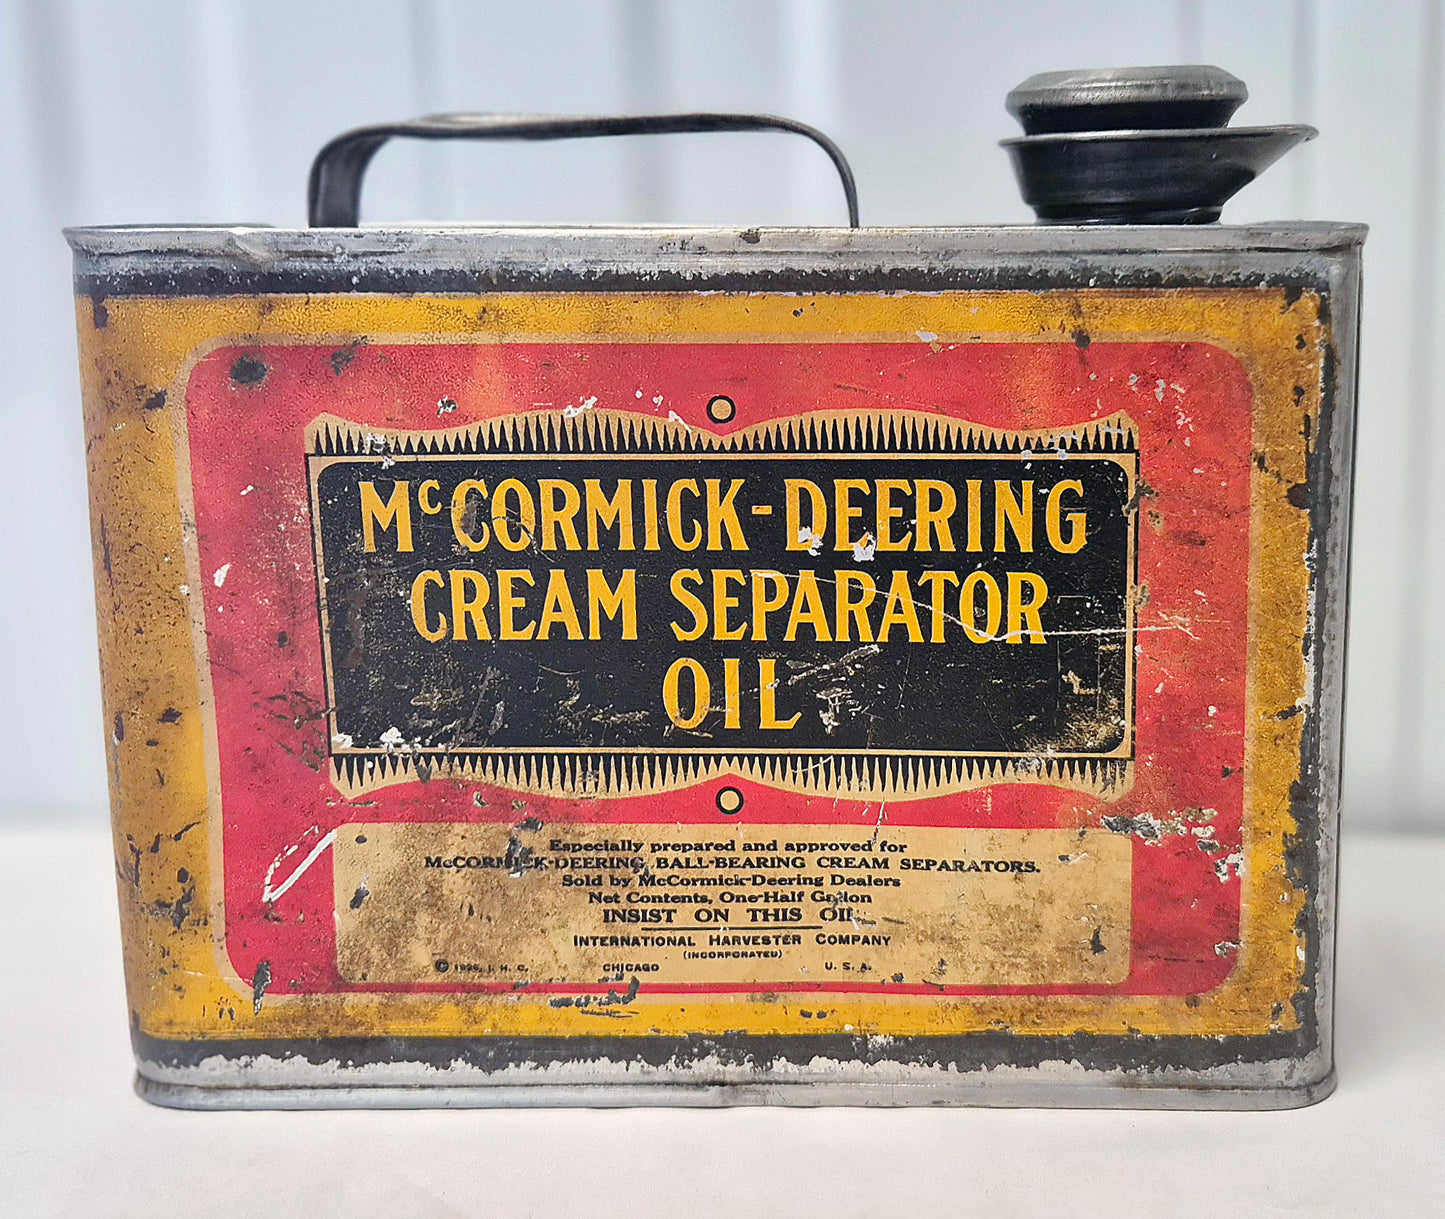 McCORMICK-DEERING
CREAM SEPARATOR
OIL
Especially prepared and approved for
McCORMICK-DEERING BALL-BEARING CREAM SEPARATORS.
Sold by McCormick-Deering Dealers
Net Contents, One-Half Gallon
INSIST ON THIS OIL
INTERNATIONAL HARVESTER COMPANY
(INCORPORATED)
© I. H. C. CHICAGO U. S. A.